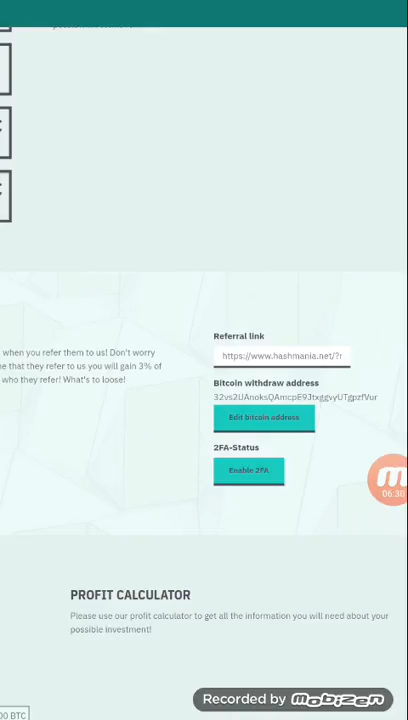 when you refer them to us! Don't worry
me that they refer to us you will gain 3% of
who they refer! What's to loose!
Referral link
https://www.hashmania.net/?r
Bitcoin withdraw address
32vs2UAnoksQAmcpE9JtxggvyUTgpzfVur
Edit bitcoin address
2FA-Status
Enable 2FA
06:30
PROFIT CALCULATOR
Please use our profit calculator to get all the information you will need about your
possible investment!
00 BTC
Recorded by mobizen